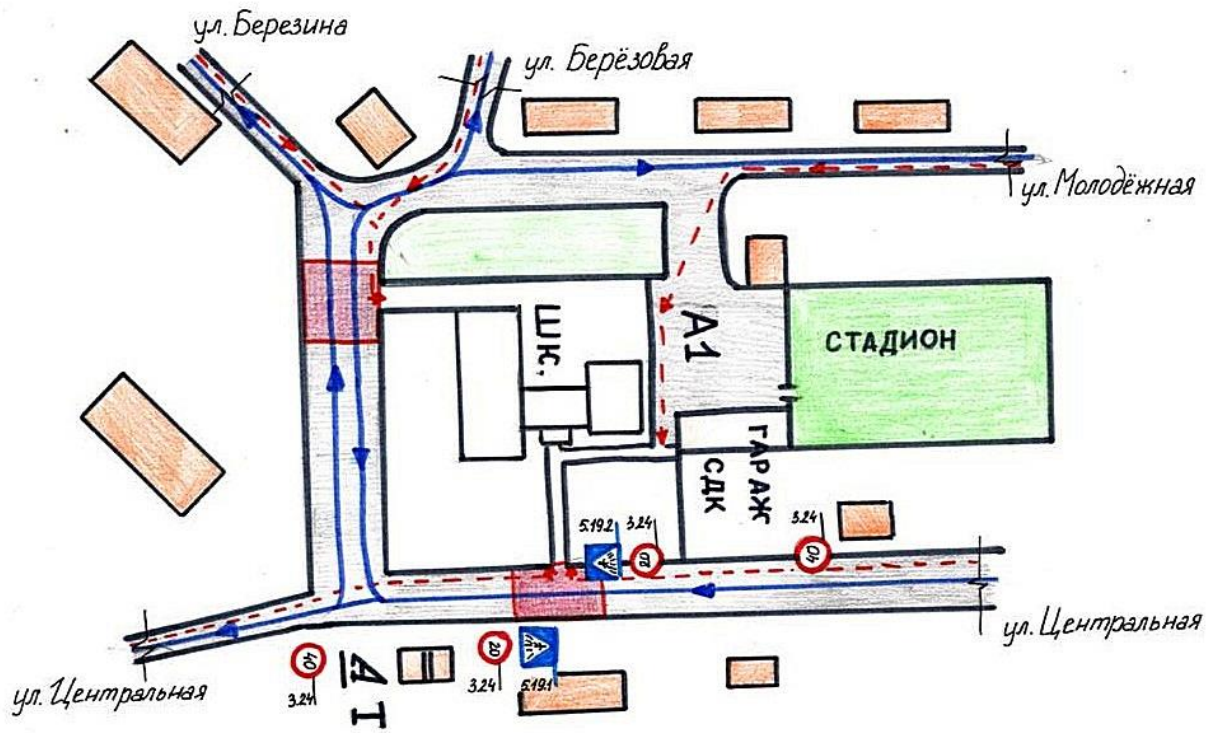 ул. Березина
ул. Берёзовая
ул. Молодёжная
ШК.
А1
СТАДИОН
ГАРАЖ
СДК
5.19.2
3.24
20
3.24
40
ул. Центральная
ул. Центральная
40
3.24
20
3.24
5.19.1